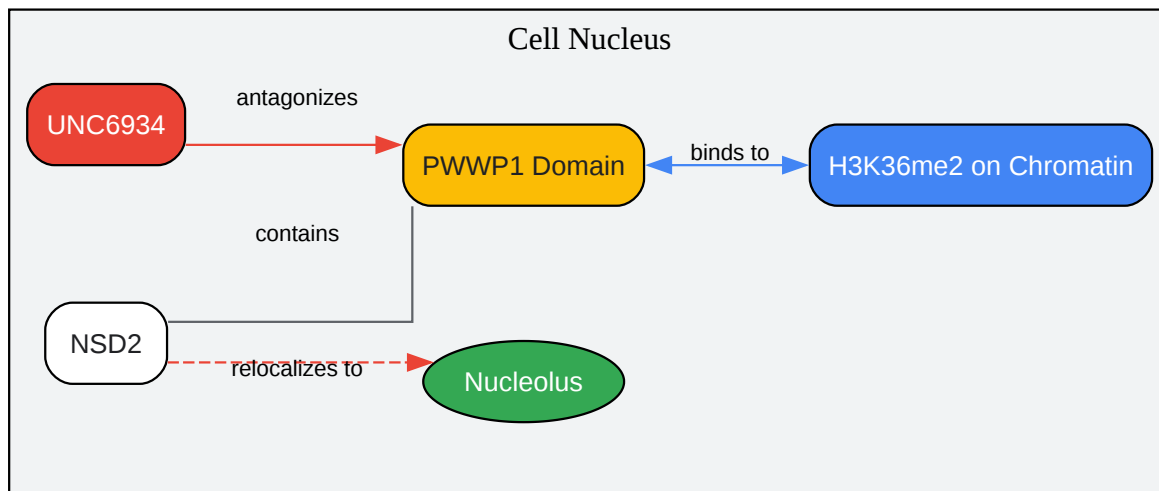 Cell Nucleus
antagonizes
UNC6934
PWWP1 Domain
binds to
H3K36me2 on Chromatin
contains
NSD2
relocalizes to
Nucleolus